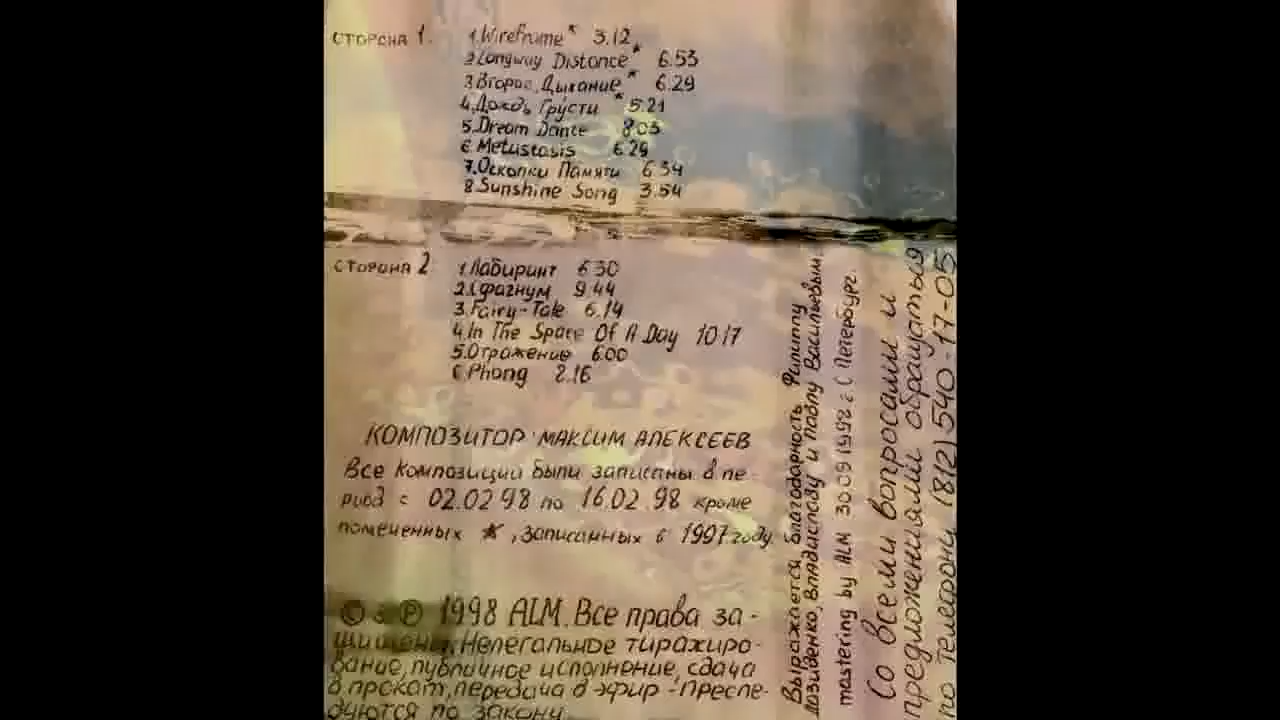 СТОРОНА 1.
1.Wireframe* 3.12
2.Longway Distance* 6.53
3.Второе Дыхание* 6.29
4.Дождь Грусти *5.21
5.Dream Dance 8.03
6.Metastasis 6.29
7.Осколки Памяти 6.34
8.Sunshine Song 3.54
СТОРОНА 2
1.Лабиринт 6 30
2.Сфагнум 9.44
3.Fairy-Tale 6.14
4.In The Space Of A Day 10 17
5.Отражение 6.00
6.Phong 2.16
КОМПОЗИТОР МАКСИМ АЛЕКСЕЕВ
Все композиции были записаны в пе-
риод с 02.02 98 по 16.02.98 кроме
помеченных *, записанных в 1997 году.
© & ℗ 1998 ALM. Все права за-
щищены. Нелегальное тиражиро-
вание, публичное исполнение, сдача
в прокат, передача в эфир - пресле-
дуются по закону.
Выражается благодарность Филиппу
Владиславу и Павлу Васильевым.
mastering by ALM 30.09.1998 г. С Петербург.
Со всеми вопросами и
предложениями обращаться
по телефону (812) 540-17-05